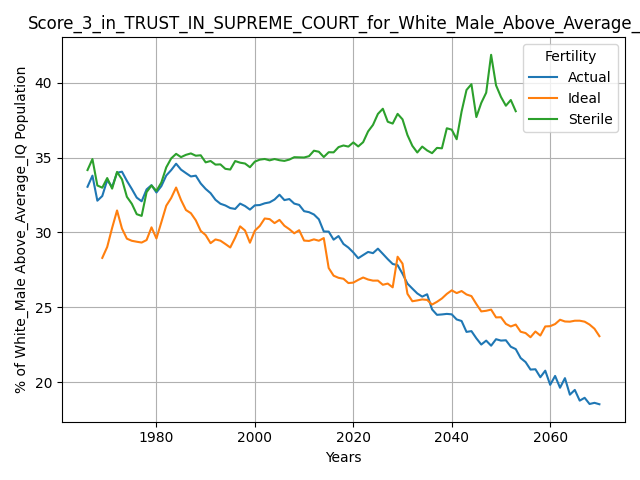 Score_3_in_TRUST_IN_SUPREME_COURT_for_White_Male_Above_Average_
Fertility
Actual
Ideal
Sterile
% of White_Male Above_Average_IQ Population
40
35
30
25
20
1980
2000
2020
2040
2060
Years